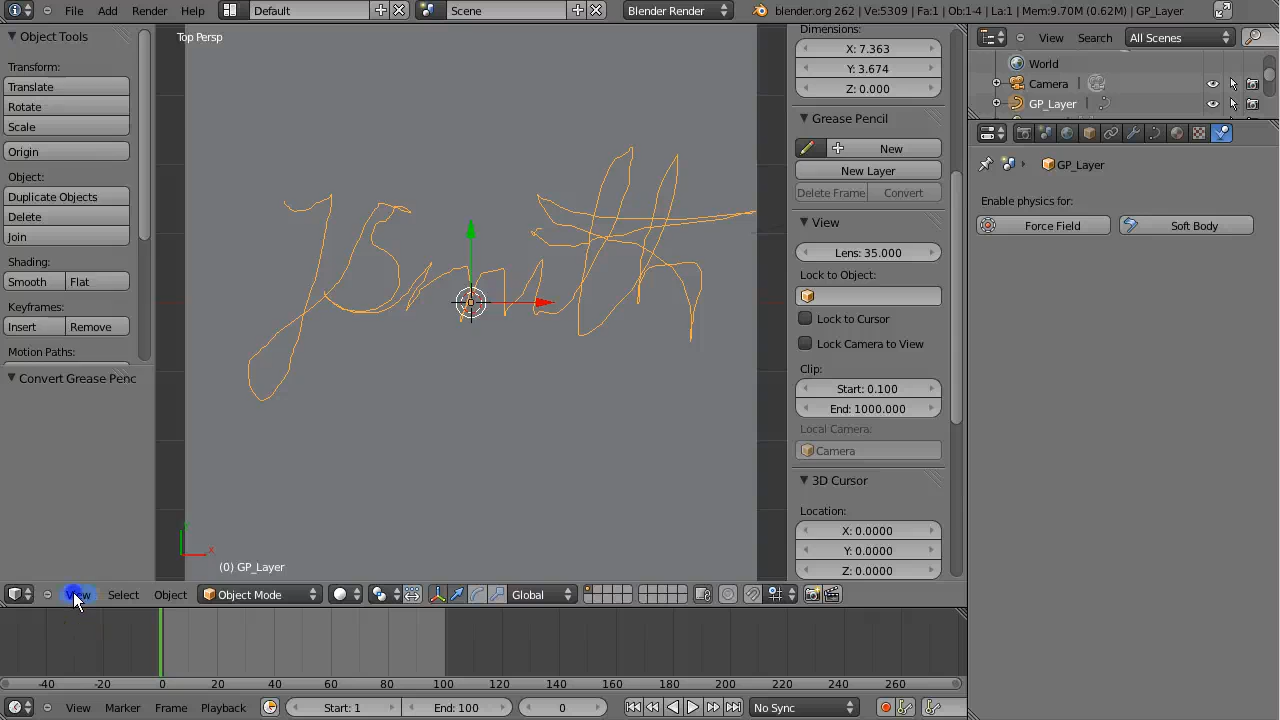 File Add Render Help Default Scene Blender Render blender.org 262 | Ve:5309 | Fa:1 | Ob:1-4 | La:1 | Mem:9.70M (0.62M) | GP_Layer
Object Tools
Transform:
Translate
Rotate
Scale
Origin
Object:
Duplicate Objects
Delete
Join
Shading:
Smooth Flat
Keyframes:
Insert Remove
Motion Paths:
Convert Grease Penc
Top Persp
JSmith
(0) GP_Layer
Dimensions:
X: 7.363
Y: 3.674
Z: 0.000
Grease Pencil
New
New Layer
Delete Frame Convert
View
Lens: 35.000
Lock to Object:
Lock to Cursor
Lock Camera to View
Clip:
Start: 0.100
End: 1000.000
Local Camera:
Camera
3D Cursor
Location:
X: 0.0000
Y: 0.0000
Z: 0.0000
View Search All Scenes
World
Camera
GP_Layer
GP_Layer
Enable physics for:
Force Field Soft Body
View Select Object Object Mode Global
-40 -20 0 20 40 60 80 100 120 140 160 180 200 220 240 260
View Marker Frame Playback Start: 1 End: 100 0 No Sync